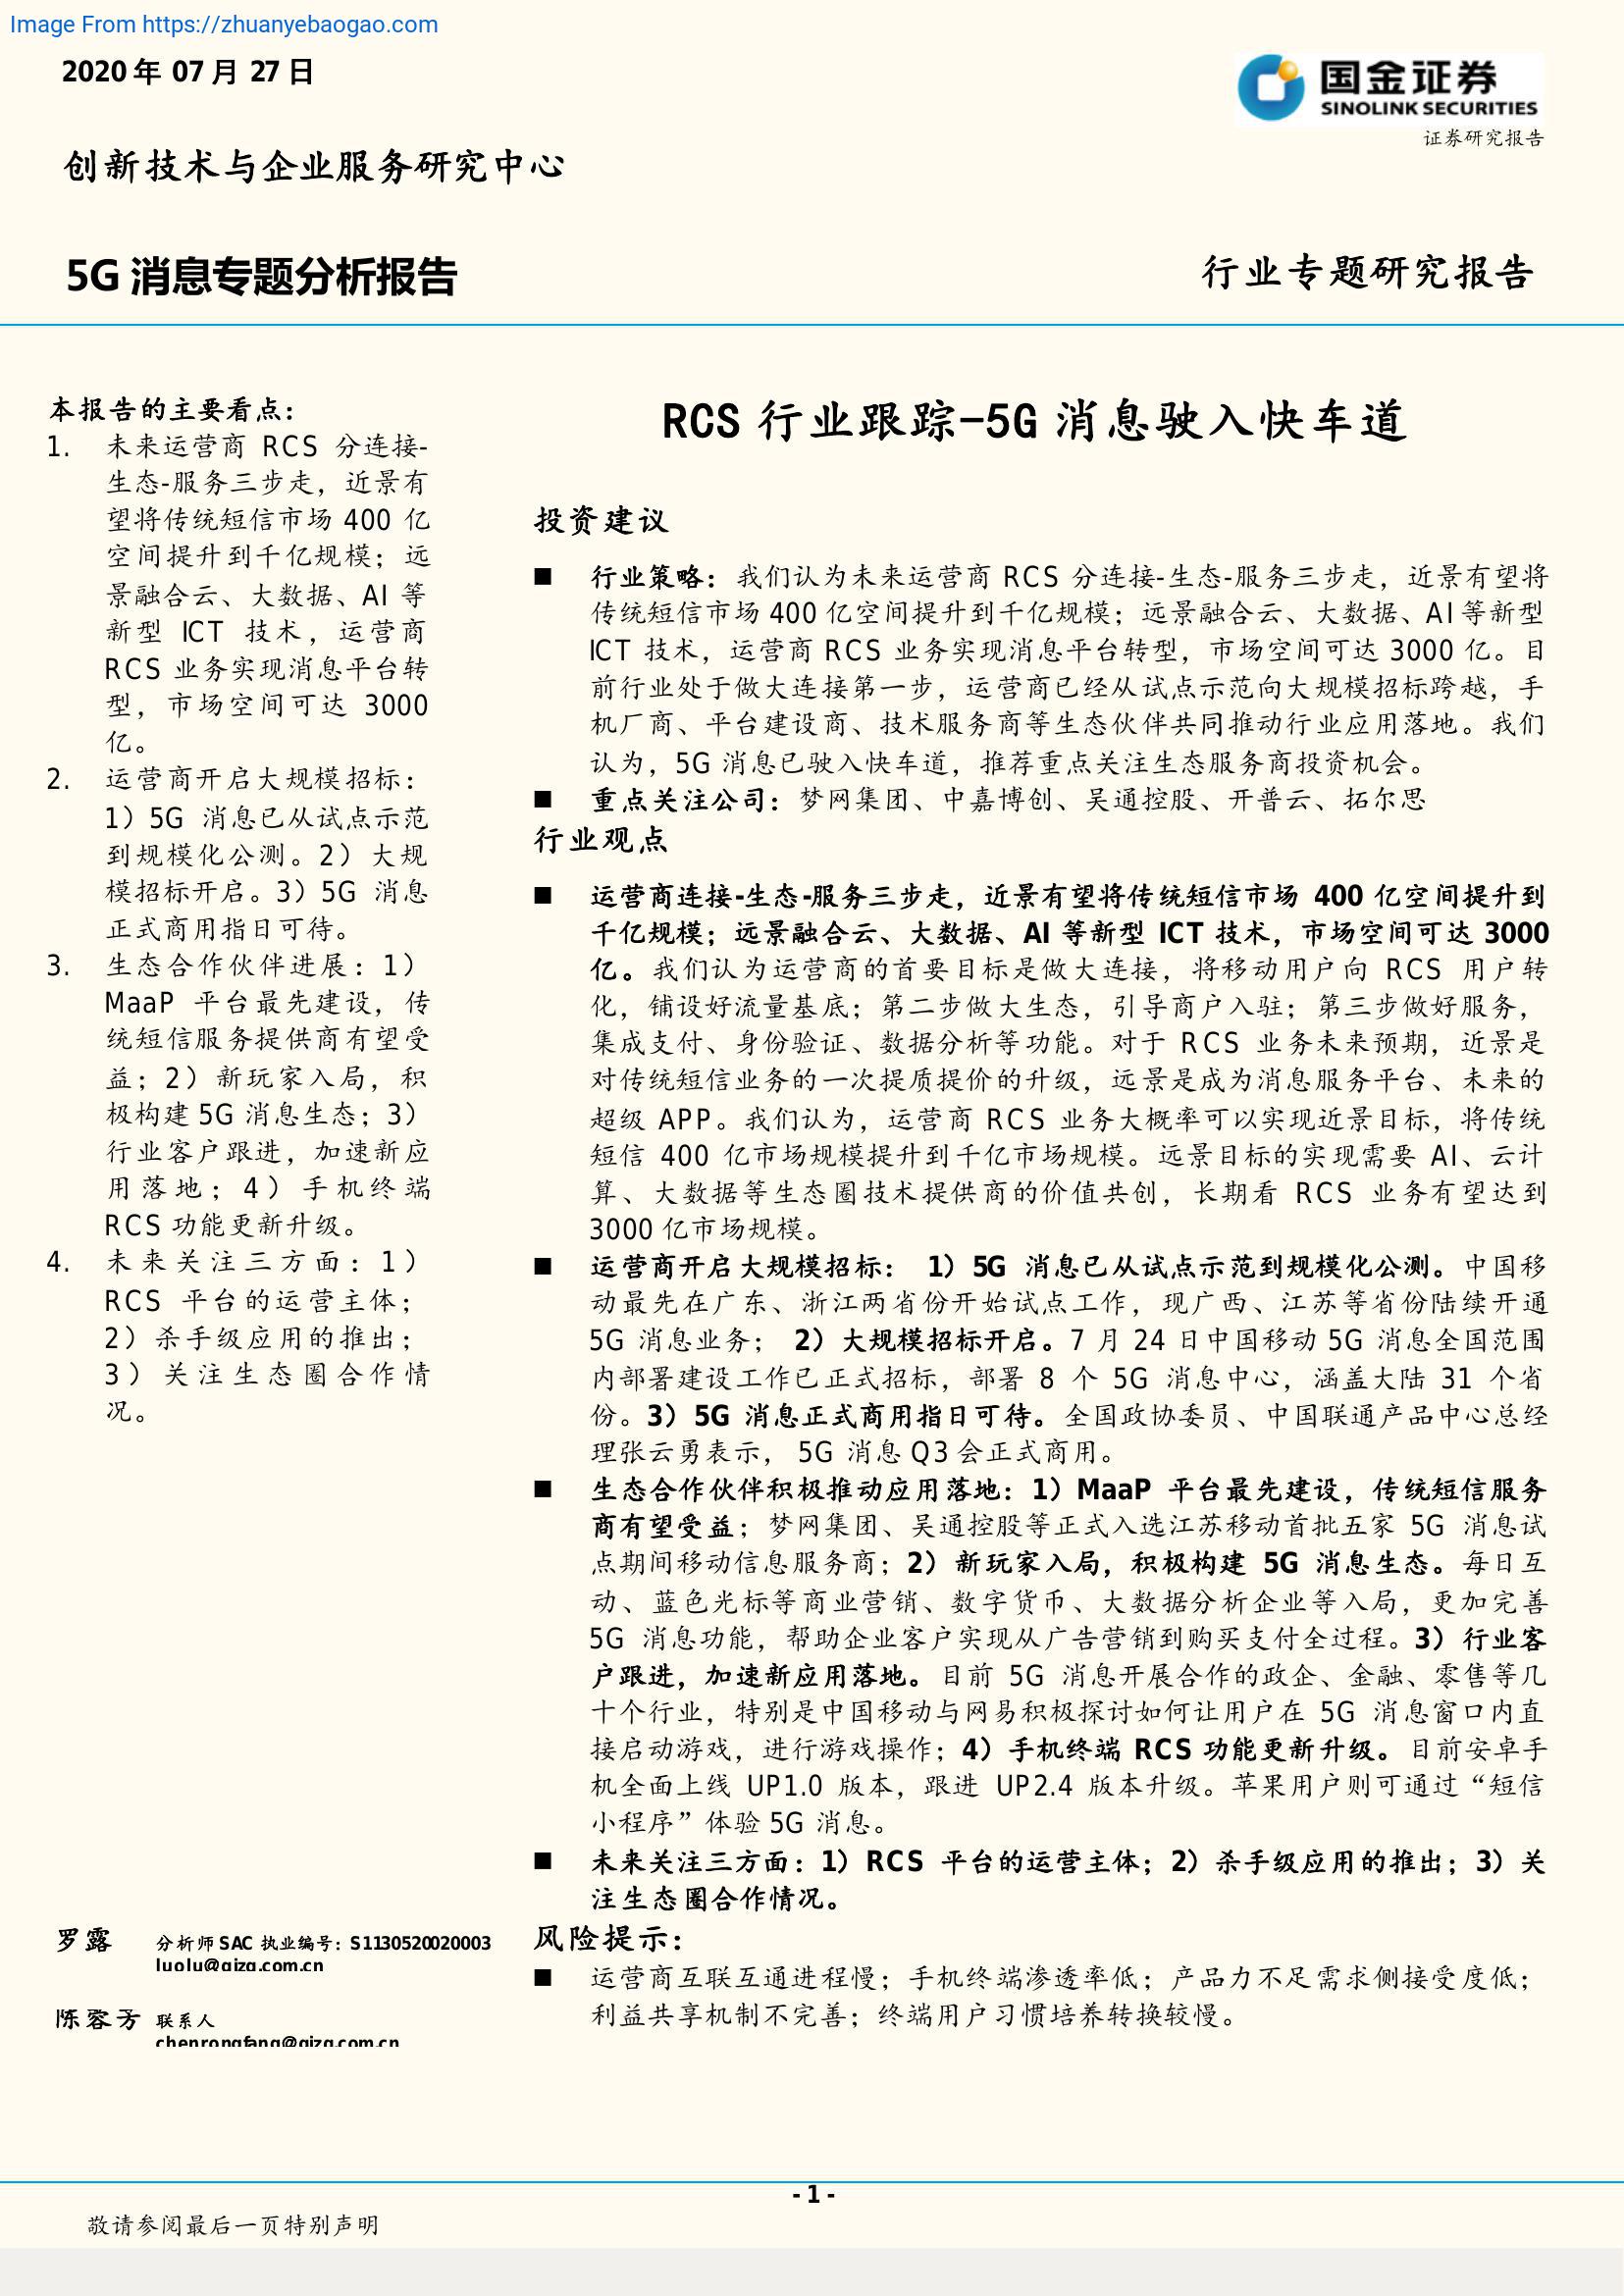 Image From https://zhuanyebaogao.com
2020 年 07 月 27 日
国金证券
SINOLINK SECURITIES
证券研究报告
创新技术与企业服务研究中心
5G 消息专题分析报告
行业专题研究报告
本报告的主要看点：
1. 未来运营商 RCS 分连接-
生态-服务三步走，近景有
望将传统短信市场 400 亿
空间提升到千亿规模；远
景融合云、大数据、AI 等
新型 ICT 技术，运营商
RCS 业务实现消息平台转
型，市场空间可达 3000
亿。
2. 运营商开启大规模招标：
1）5G 消息已从试点示范
到规模化公测。2）大规
模招标开启。3）5G 消息
正式商用指日可待。
3. 生态合作伙伴进展：1）
MaaP 平台最先建设，传
统短信服务提供商有望受
益；2）新玩家入局，积
极构建 5G 消息生态；3）
行业客户跟进，加速新应
用落地；4）手机终端
RCS 功能更新升级。
4. 未来关注三方面：1）
RCS 平台的运营主体；
2）杀手级应用的推出；
3）关注生态圈合作情
况。
罗露 分析师 SAC 执业编号：S1130520020003
luolu@gjzq.com.cn
陈容芳 联系人
chenrongfang@gjzq.com.cn
RCS 行业跟踪-5G 消息驶入快车道
投资建议
■ 行业策略：我们认为未来运营商 RCS 分连接-生态-服务三步走，近景有望将
传统短信市场 400 亿空间提升到千亿规模；远景融合云、大数据、AI 等新型
ICT 技术，运营商 RCS 业务实现消息平台转型，市场空间可达 3000 亿。目
前行业处于做大连接第一步，运营商已经从试点示范向大规模招标跨越，手
机厂商、平台建设商、技术服务商等生态伙伴共同推动行业应用落地。我们
认为，5G 消息已驶入快车道，推荐重点关注生态服务商投资机会。
■ 重点关注公司：梦网集团、中嘉博创、吴通控股、开普云、拓尔思
行业观点
■ 运营商连接-生态-服务三步走，近景有望将传统短信市场 400 亿空间提升到
千亿规模；远景融合云、大数据、AI 等新型 ICT 技术，市场空间可达 3000
亿。我们认为运营商的首要目标是做大连接，将移动用户向 RCS 用户转
化，铺设好流量基底；第二步做大生态，引导商户入驻；第三步做好服务，
集成支付、身份验证、数据分析等功能。对于 RCS 业务未来预期，近景是
对传统短信业务的一次提质提价的升级，远景是成为消息服务平台、未来的
超级 APP。我们认为，运营商 RCS 业务大概率可以实现近景目标，将传统
短信 400 亿市场规模提升到千亿市场规模。远景目标的实现需要 AI、云计
算、大数据等生态圈技术提供商的价值共创，长期看 RCS 业务有望达到
3000 亿市场规模。
■ 运营商开启大规模招标： 1）5G 消息已从试点示范到规模化公测。中国移
动最先在广东、浙江两省份开始试点工作，现广西、江苏等省份陆续开通
5G 消息业务； 2）大规模招标开启。7 月 24 日中国移动 5G 消息全国范围
内部署建设工作已正式招标，部署 8 个 5G 消息中心，涵盖大陆 31 个省
份。3）5G 消息正式商用指日可待。全国政协委员、中国联通产品中心总经
理张云勇表示， 5G 消息 Q3 会正式商用。
■ 生态合作伙伴积极推动应用落地：1）MaaP 平台最先建设，传统短信服务
商有望受益；梦网集团、吴通控股等正式入选江苏移动首批五家 5G 消息试
点期间移动信息服务商；2）新玩家入局，积极构建 5G 消息生态。每日互
动、蓝色光标等商业营销、数字货币、大数据分析企业等入局，更加完善
5G 消息功能，帮助企业客户实现从广告营销到购买支付全过程。3）行业客
户跟进，加速新应用落地。目前 5G 消息开展合作的政企、金融、零售等几
十个行业，特别是中国移动与网易积极探讨如何让用户在 5G 消息窗口内直
接启动游戏，进行游戏操作；4）手机终端 RCS 功能更新升级。目前安卓手
机全面上线 UP1.0 版本，跟进 UP2.4 版本升级。苹果用户则可通过“短信
小程序”体验 5G 消息。
■ 未来关注三方面：1）RCS 平台的运营主体；2）杀手级应用的推出；3）关
注生态圈合作情况。
风险提示：
■ 运营商互联互通进程慢；手机终端渗透率低；产品力不足需求侧接受度低；
利益共享机制不完善；终端用户习惯培养转换较慢。
- 1 -
敬请参阅最后一页特别声明